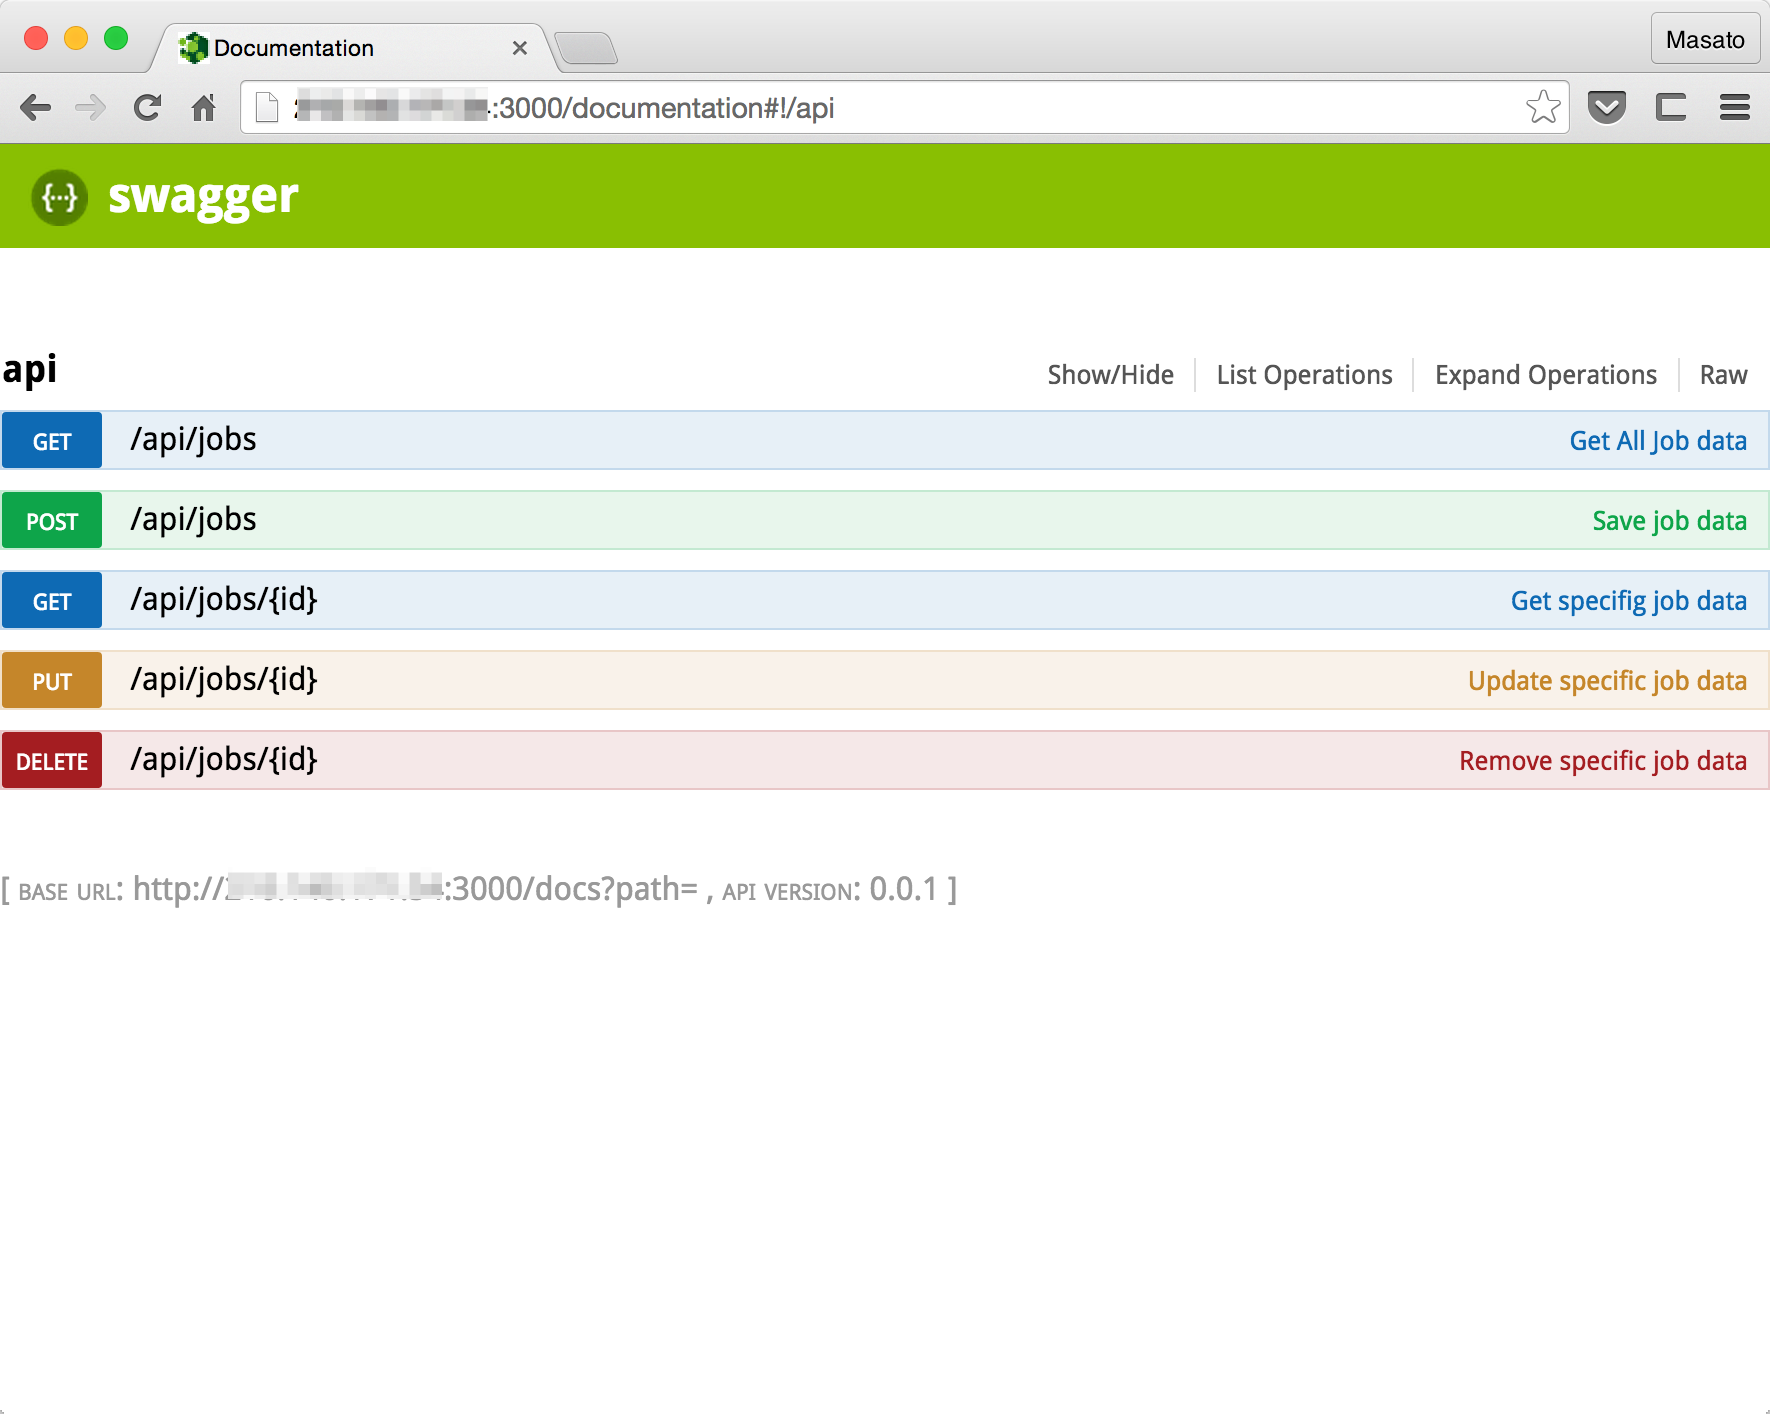 Documentation
Masato
:3000/documentation#!/api
{···} swagger
api
Show/Hide
List Operations
Expand Operations
Raw
GET /api/jobs Get All Job data
POST /api/jobs Save job data
GET /api/jobs/{id} Get specifig job data
PUT /api/jobs/{id} Update specific job data
DELETE /api/jobs/{id} Remove specific job data
[ BASE URL: http:// :3000/docs?path= , API VERSION: 0.0.1 ]